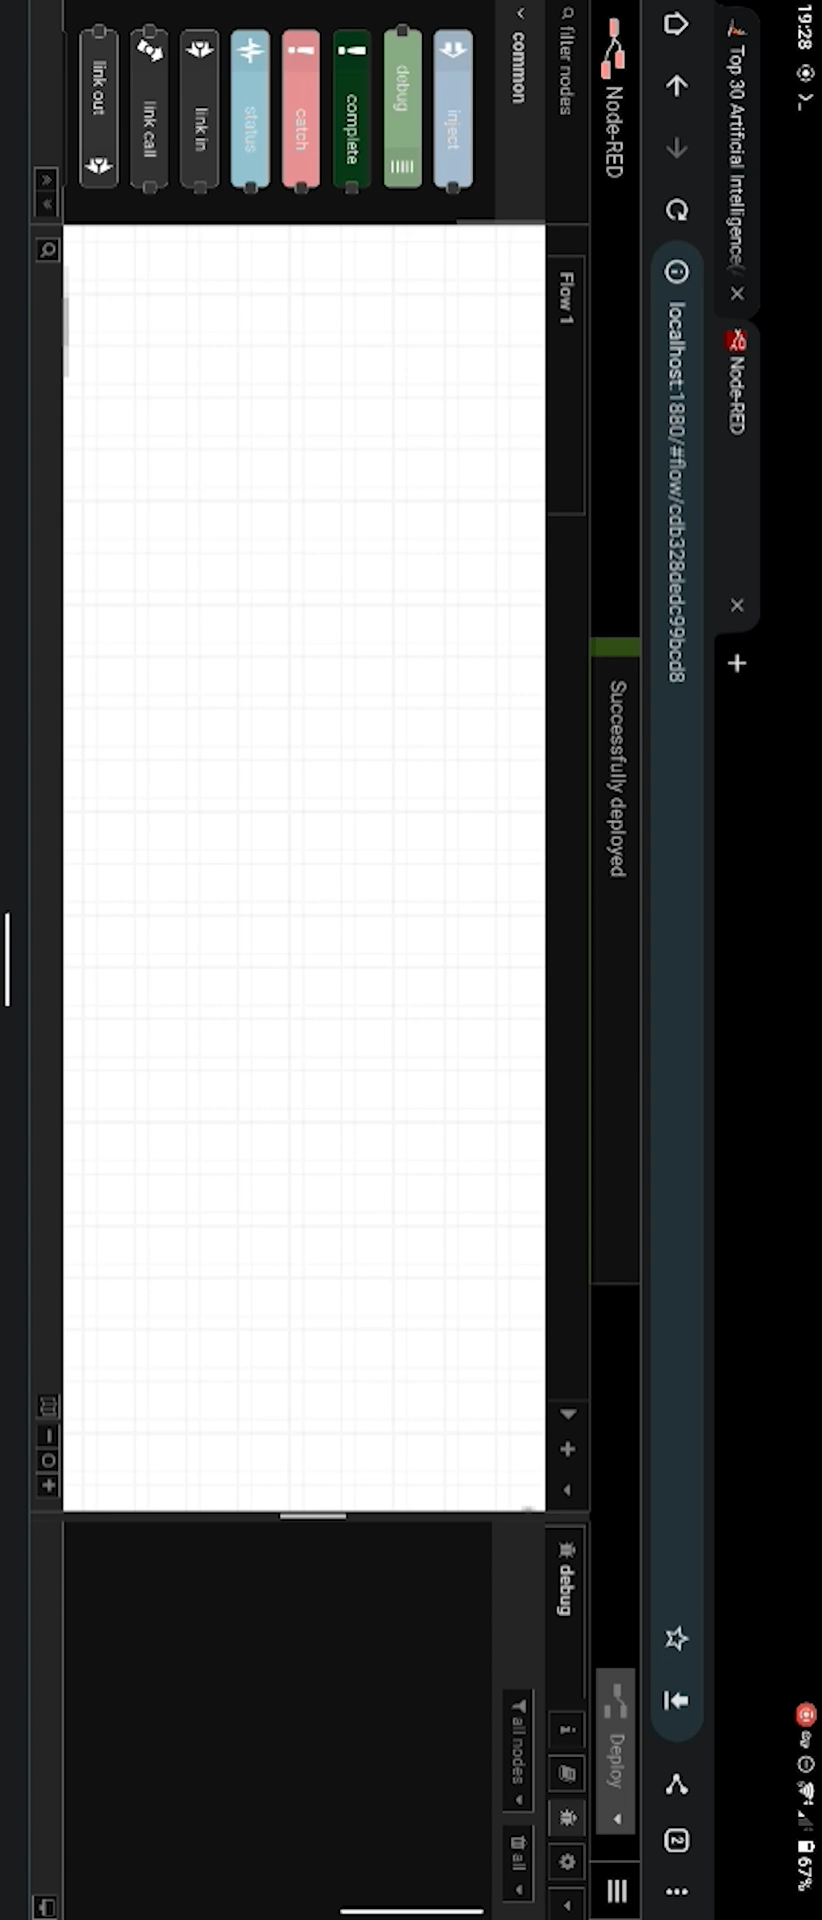 19:28
67%
Top 30 Artificial Intelligence(
Node-RED
localhost:1880/#flow/cdb328dedc99bcd8
2
Node-RED
Successfully deployed
Deploy
filter nodes
Flow 1
debug
i
common
all nodes
all
inject
debug
complete
catch
status
link in
link call
link out